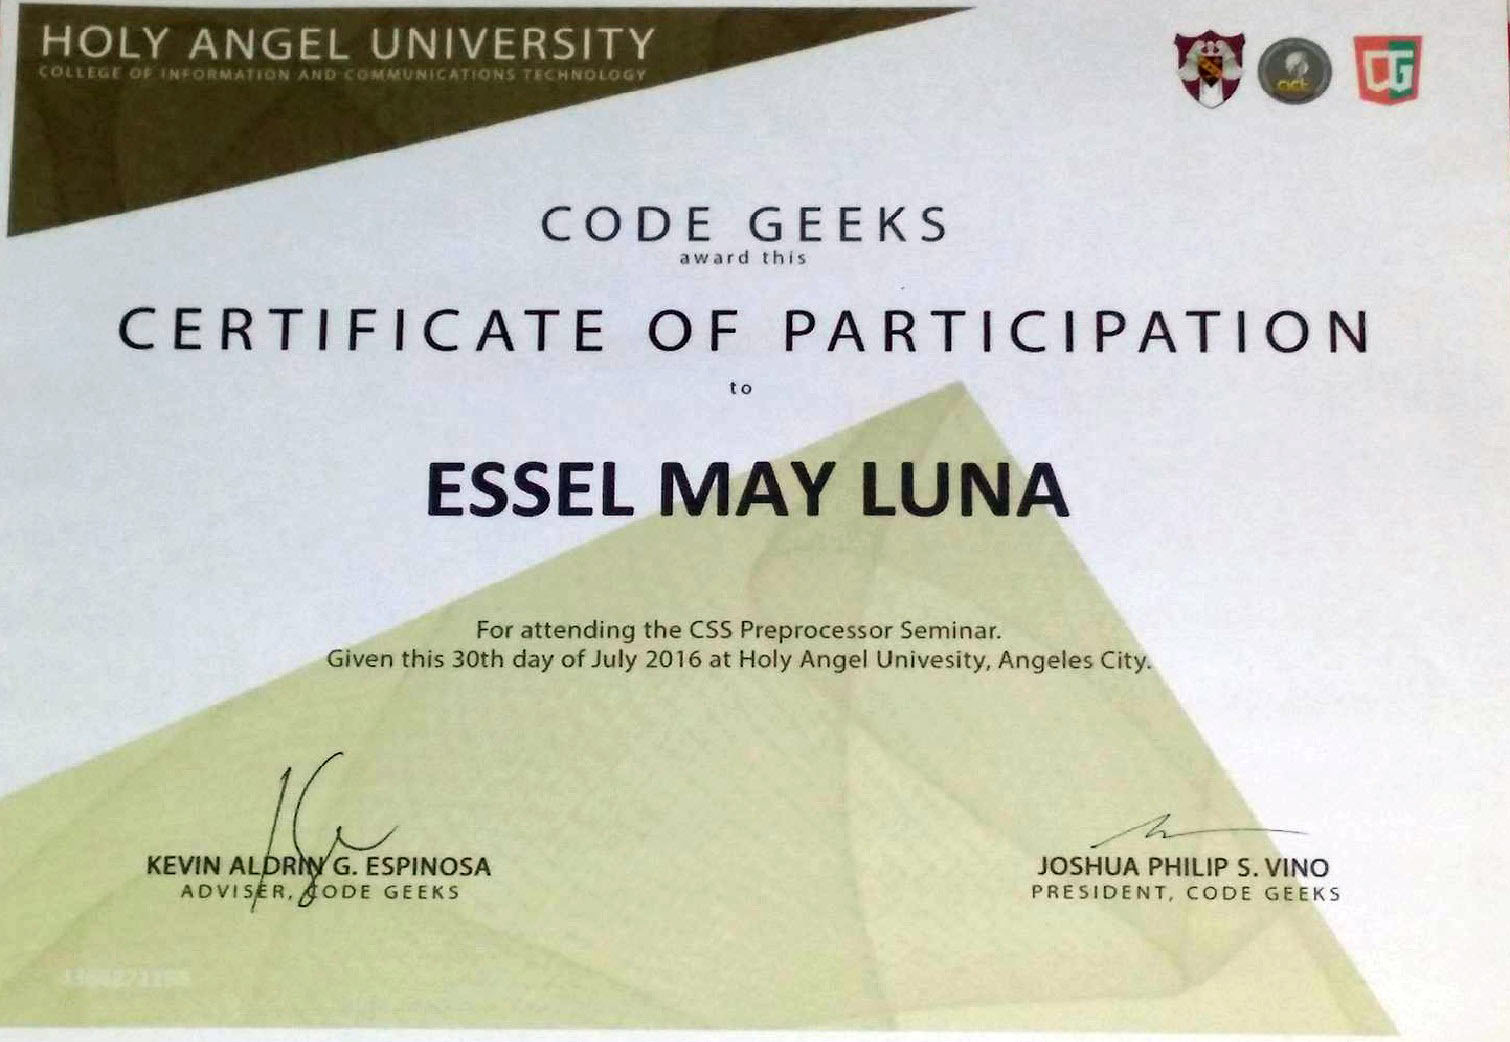 HOLY ANGEL UNIVERSITY
COLLEGE OF INFORMATION AND COMMUNICATIONS TECHNOLOGY
CG
CODE GEEKS
award this
CERTIFICATE OF PARTICIPATION
to
ESSEL MAY LUNA
For attending the CSS Preprocessor Seminar.
Given this 30th day of July 2016 at Holy Angel Univesity, Angeles City.
KEVIN ALDRIN G. ESPINOSA
ADVISER, CODE GEEKS
JOSHUA PHILIP S. VINO
PRESIDENT, CODE GEEKS